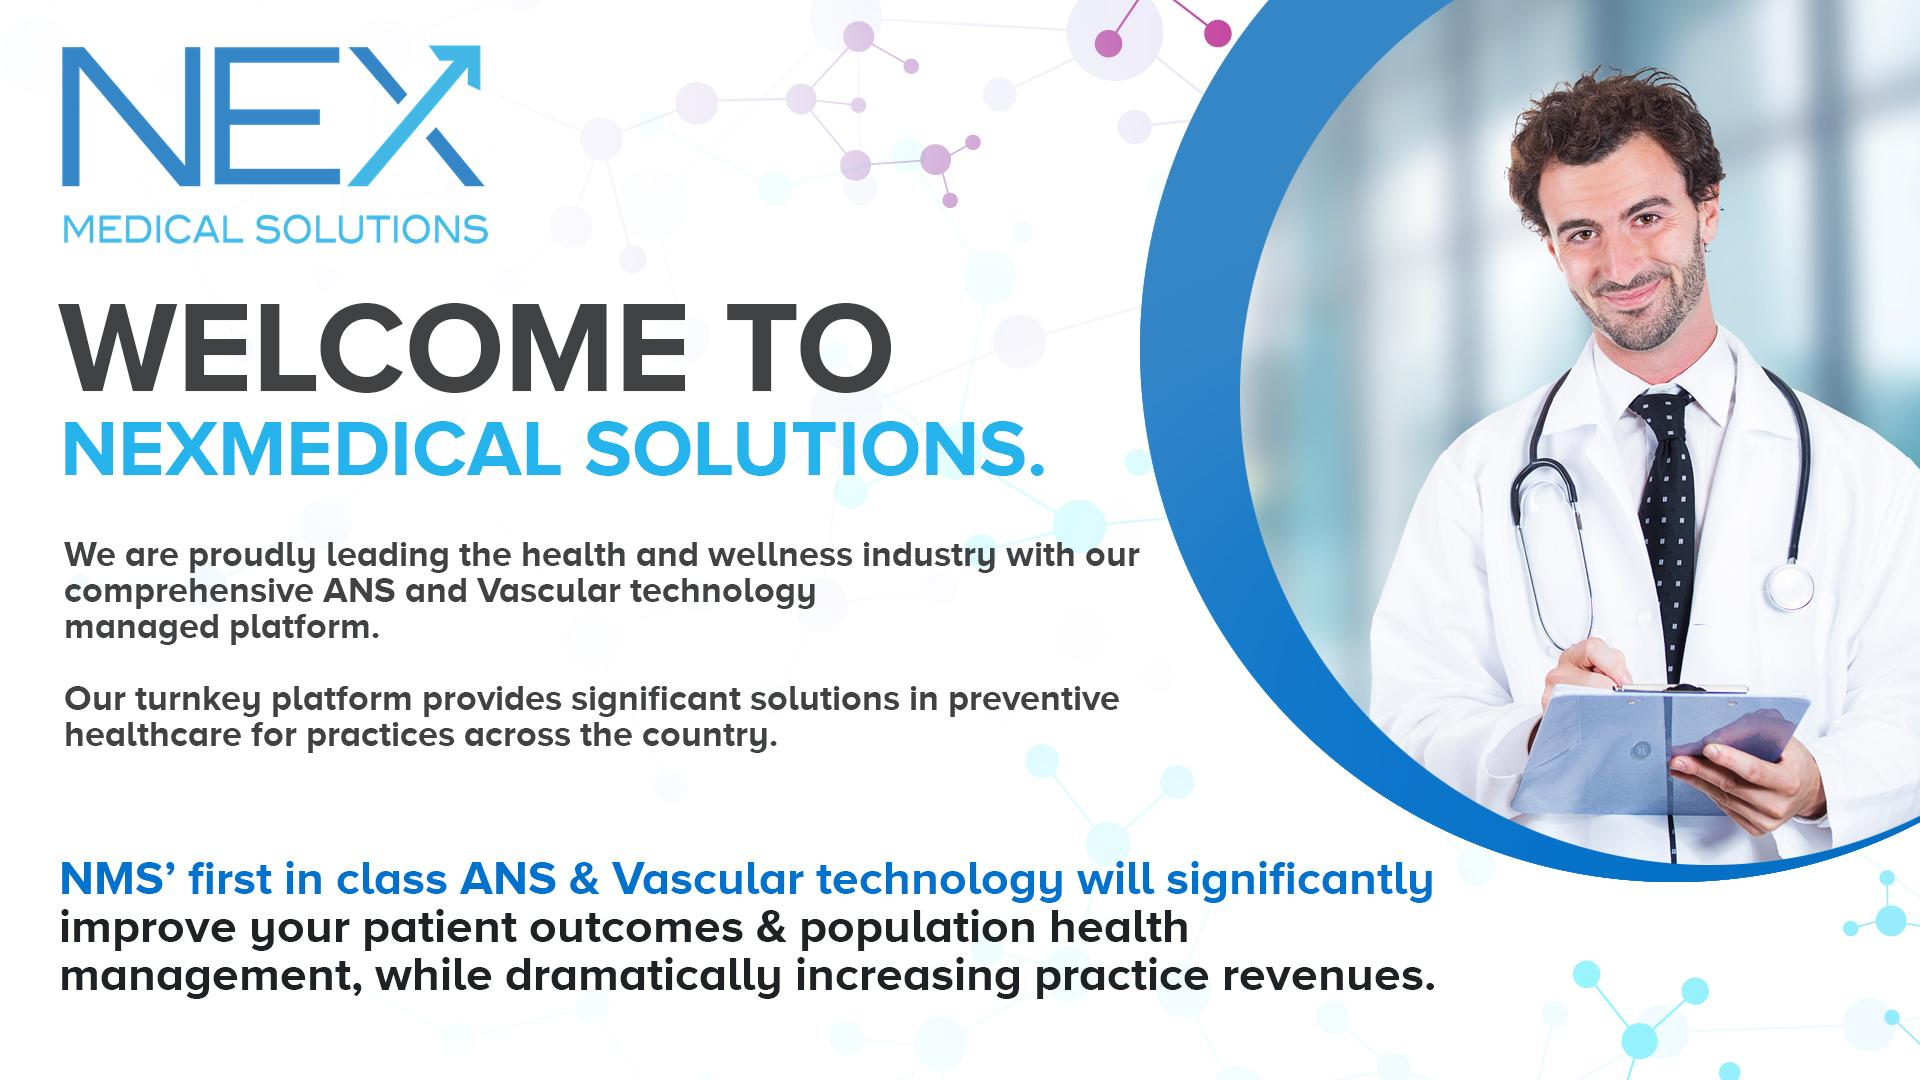 NEX
MEDICAL SOLUTIONS
WELCOME TO
NEXMEDICAL SOLUTIONS.
We are proudly leading the health and wellness industry with our
comprehensive ANS and Vascular technology
managed platform.
Our turnkey platform provides significant solutions in preventive
healthcare for practices across the country.
NMS’ first in class ANS & Vascular technology will significantly
improve your patient outcomes & population health
management, while dramatically increasing practice revenues.